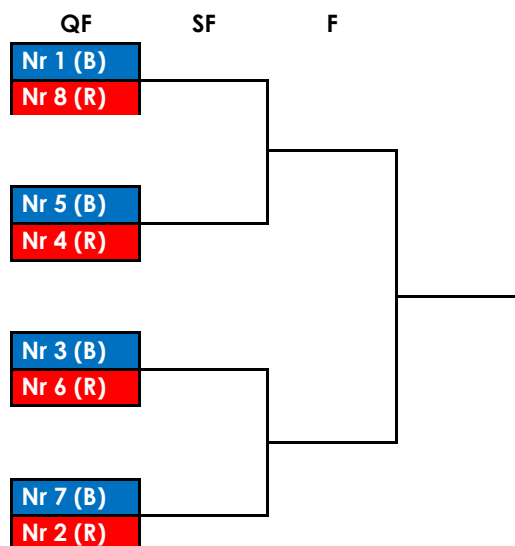 QF SF F
Nr 1 (B)
Nr 8 (R)
Nr 5 (B)
Nr 4 (R)
Nr 3 (B)
Nr 6 (R)
Nr 7 (B)
Nr 2 (R)